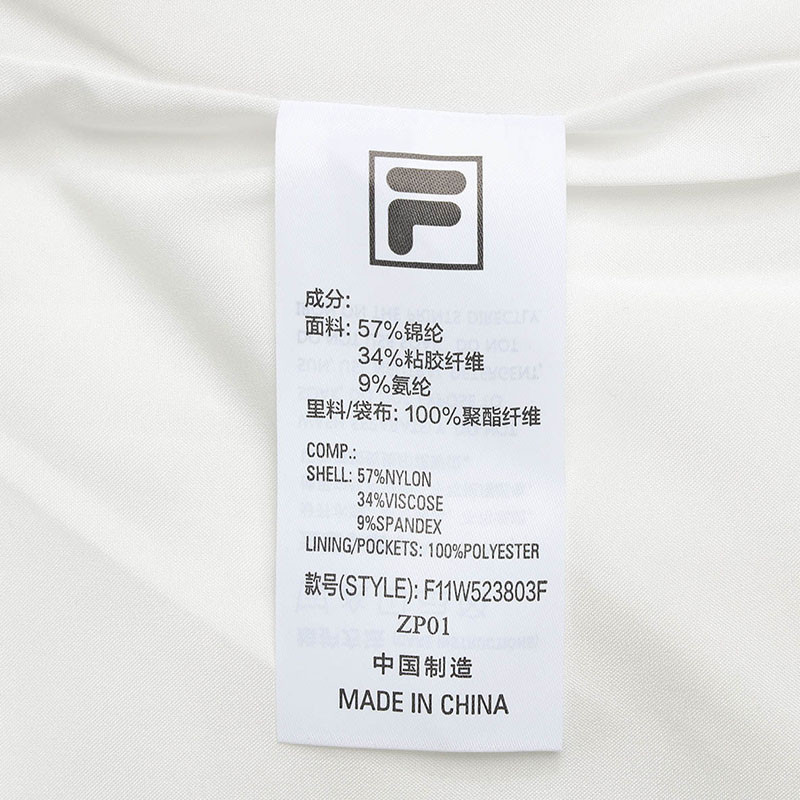 F
成分:
面料: 57%锦纶
34%粘胶纤维
9%氨纶
里料/袋布: 100%聚酯纤维
COMP.:
SHELL: 57%NYLON
34%VISCOSE
9%SPANDEX
LINING/POCKETS: 100%POLYESTER
款号(STYLE): F11W523803F
ZP01
中国制造
MADE IN CHINA